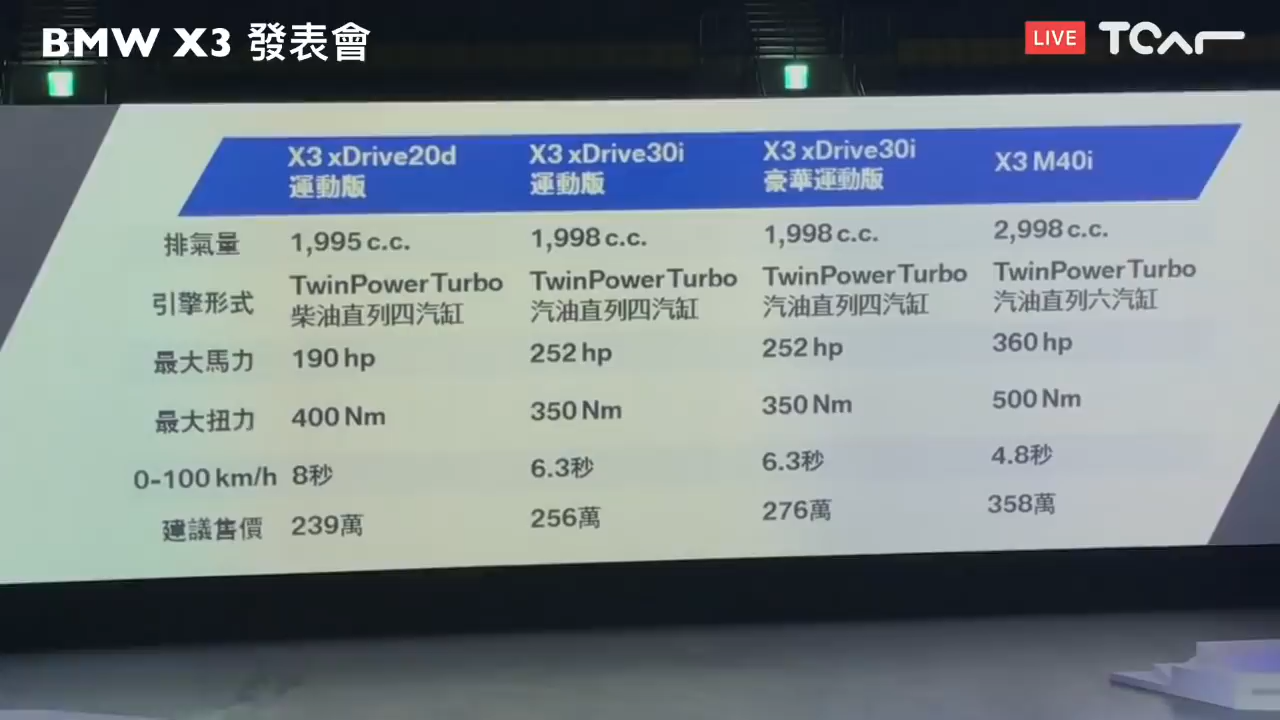 BMW X3 發表會
LIVE TCAR
X3 xDrive20d 運動版 X3 xDrive30i 運動版 X3 xDrive30i 豪華運動版 X3 M40i
排氣量 1,995 c.c. 1,998 c.c. 1,998 c.c. 2,998 c.c.
引擎形式 TwinPower Turbo 柴油直列四汽缸 TwinPower Turbo 汽油直列四汽缸 TwinPower Turbo 汽油直列四汽缸 TwinPower Turbo 汽油直列六汽缸
最大馬力 190 hp 252 hp 252 hp 360 hp
最大扭力 400 Nm 350 Nm 350 Nm 500 Nm
0-100 km/h 8秒 6.3秒 6.3秒 4.8秒
建議售價 239萬 256萬 276萬 358萬